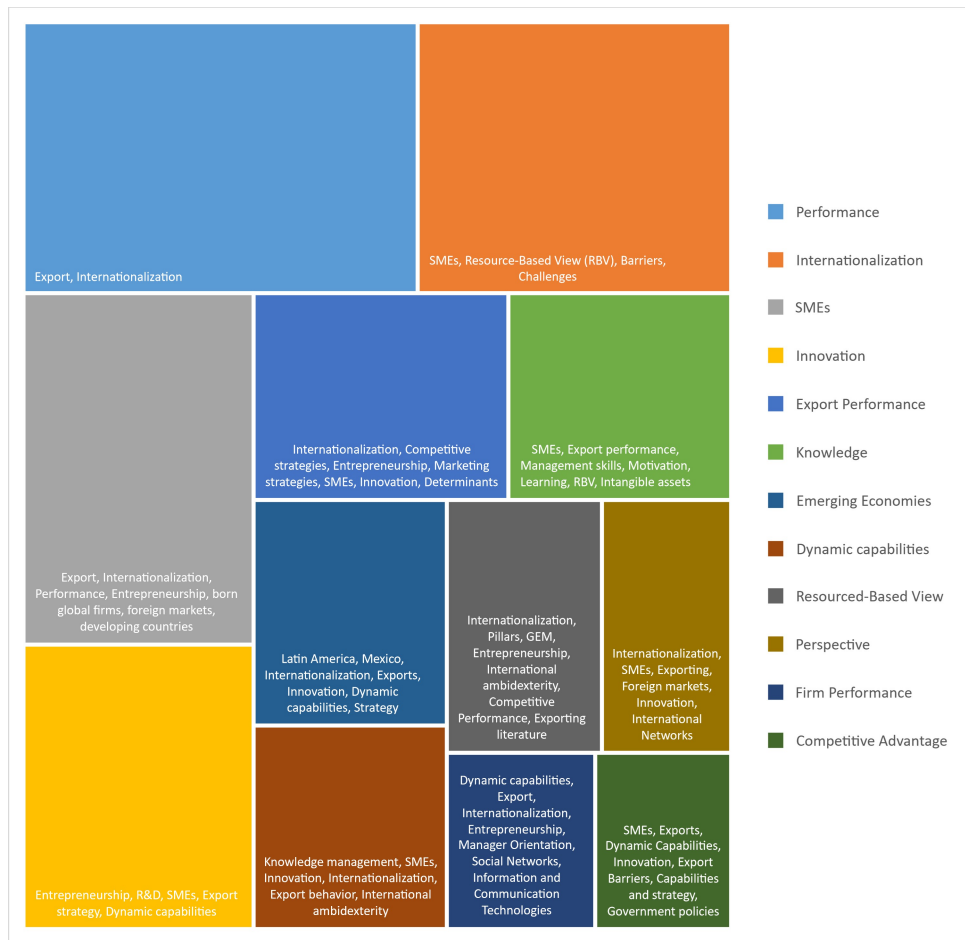 Export, Internationalization
SMEs, Resource-Based View (RBV), Barriers,
Challenges
Export, Internationalization,
Performance, Entrepreneurship, born
global firms, foreign markets,
developing countries
Internationalization, Competitive
strategies, Entrepreneurship, Marketing
strategies, SMEs, Innovation, Determinants
SMEs, Export performance,
Management skills, Motivation,
Learning, RBV, Intangible assets
Latin America, Mexico,
Internationalization, Exports,
Innovation, Dynamic
capabilities, Strategy
Internationalization,
Pillars, GEM,
Entrepreneurship,
International
ambidexterity,
Competitive
Performance, Exporting
literature
Internationalization,
SMEs, Exporting,
Foreign markets,
Innovation,
International
Networks
Entrepreneurship, R&D, SMEs, Export
strategy, Dynamic capabilities
Knowledge management, SMEs,
Innovation, Internationalization,
Export behavior, International
ambidexterity
Dynamic capabilities,
Export,
Internationalization,
Entrepreneurship,
Manager Orientation,
Social Networks,
Information and
Communication
Technologies
SMEs, Exports,
Dynamic Capabilities,
Innovation, Export
Barriers, Capabilities
and strategy,
Government policies
Performance
Internationalization
SMEs
Innovation
Export Performance
Knowledge
Emerging Economies
Dynamic capabilities
Resourced-Based View
Perspective
Firm Performance
Competitive Advantage